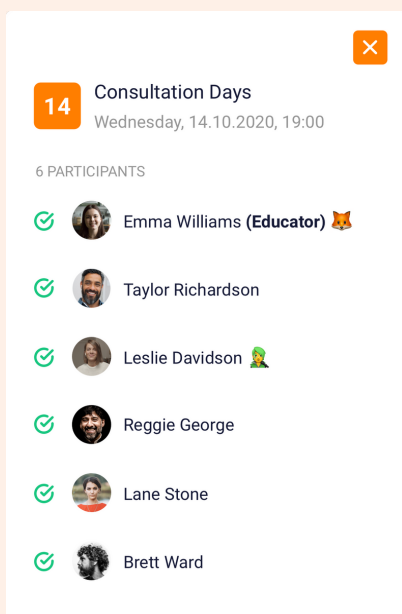 14
Consultation Days
Wednesday, 14.10.2020, 19:00
6 PARTICIPANTS
Emma Williams (Educator) 🦊
Taylor Richardson
Leslie Davidson
Reggie George
Lane Stone
Brett Ward